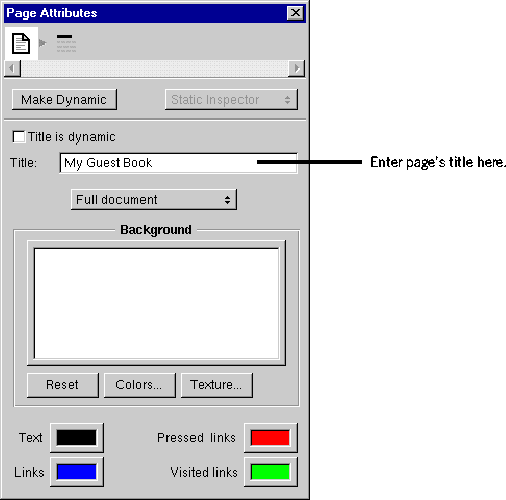 Page Attributes
Make Dynamic
Static Inspector
Title is dynamic
Title: My Guest Book
Enter page's title here.
Full document
Background
Reset Colors... Texture...
Text Pressed links
Links Visited links